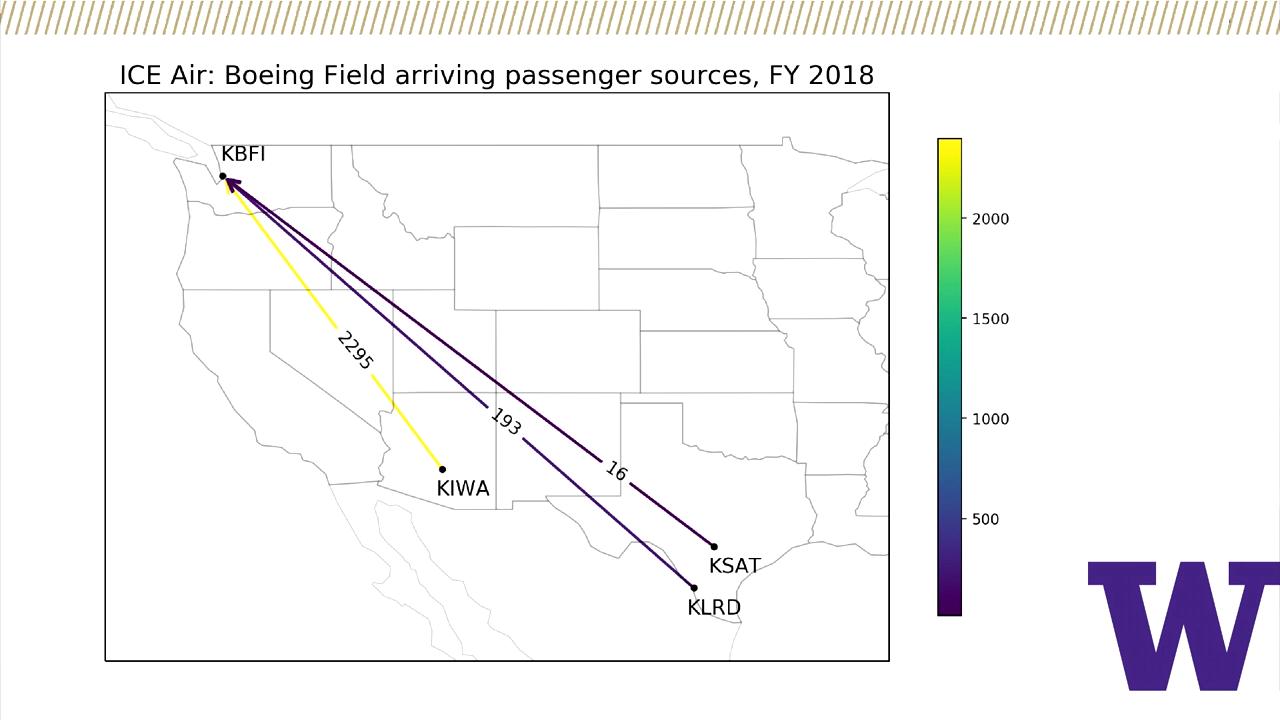 ICE Air: Boeing Field arriving passenger sources, FY 2018
KBFI
2000
1500
2295
193
1000
16
KIWA
500
KSAT
KLRD
W